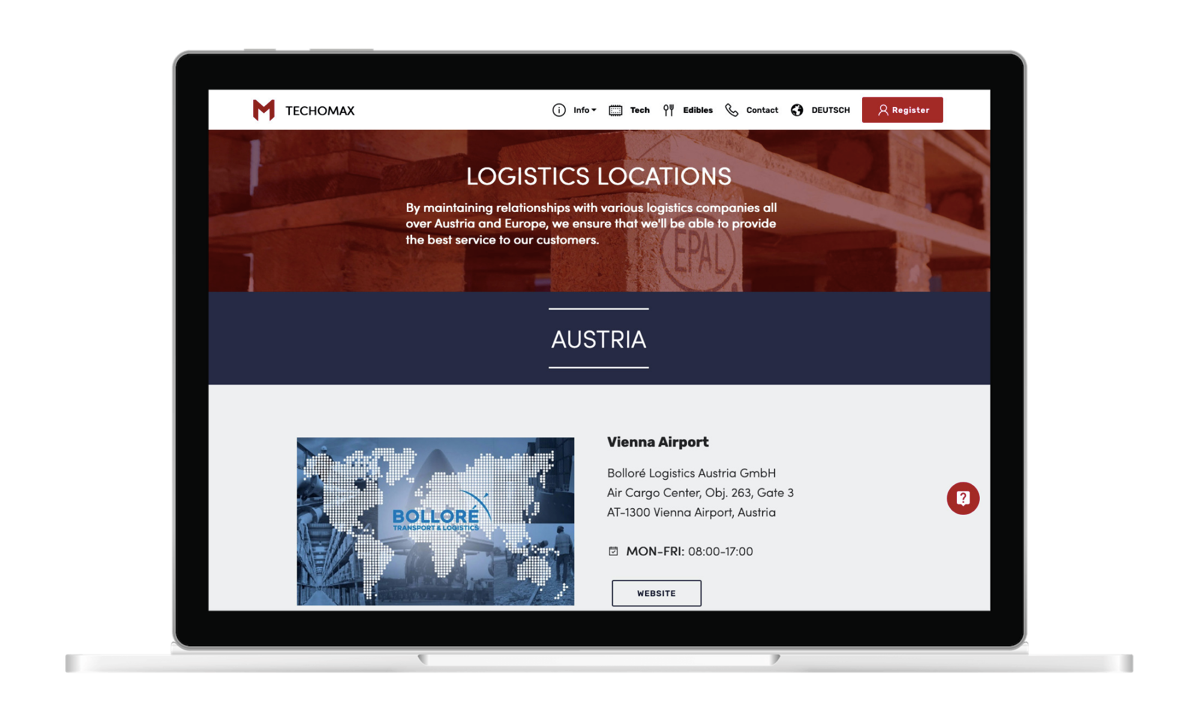 TECHOMAX
Info
Tech
Edibles
Contact
DEUTSCH
Register
LOGISTICS LOCATIONS
By maintaining relationships with various logistics companies all
over Austria and Europe, we ensure that we'll be able to provide
the best service to our customers.
EPAL
AUSTRIA
BOLLORÉ
TRANSPORT & LOGISTICS
Vienna Airport
Bolloré Logistics Austria GmbH
Air Cargo Center, Obj. 263, Gate 3
AT-1300 Vienna Airport, Austria
MON-FRI: 08:00-17:00
WEBSITE